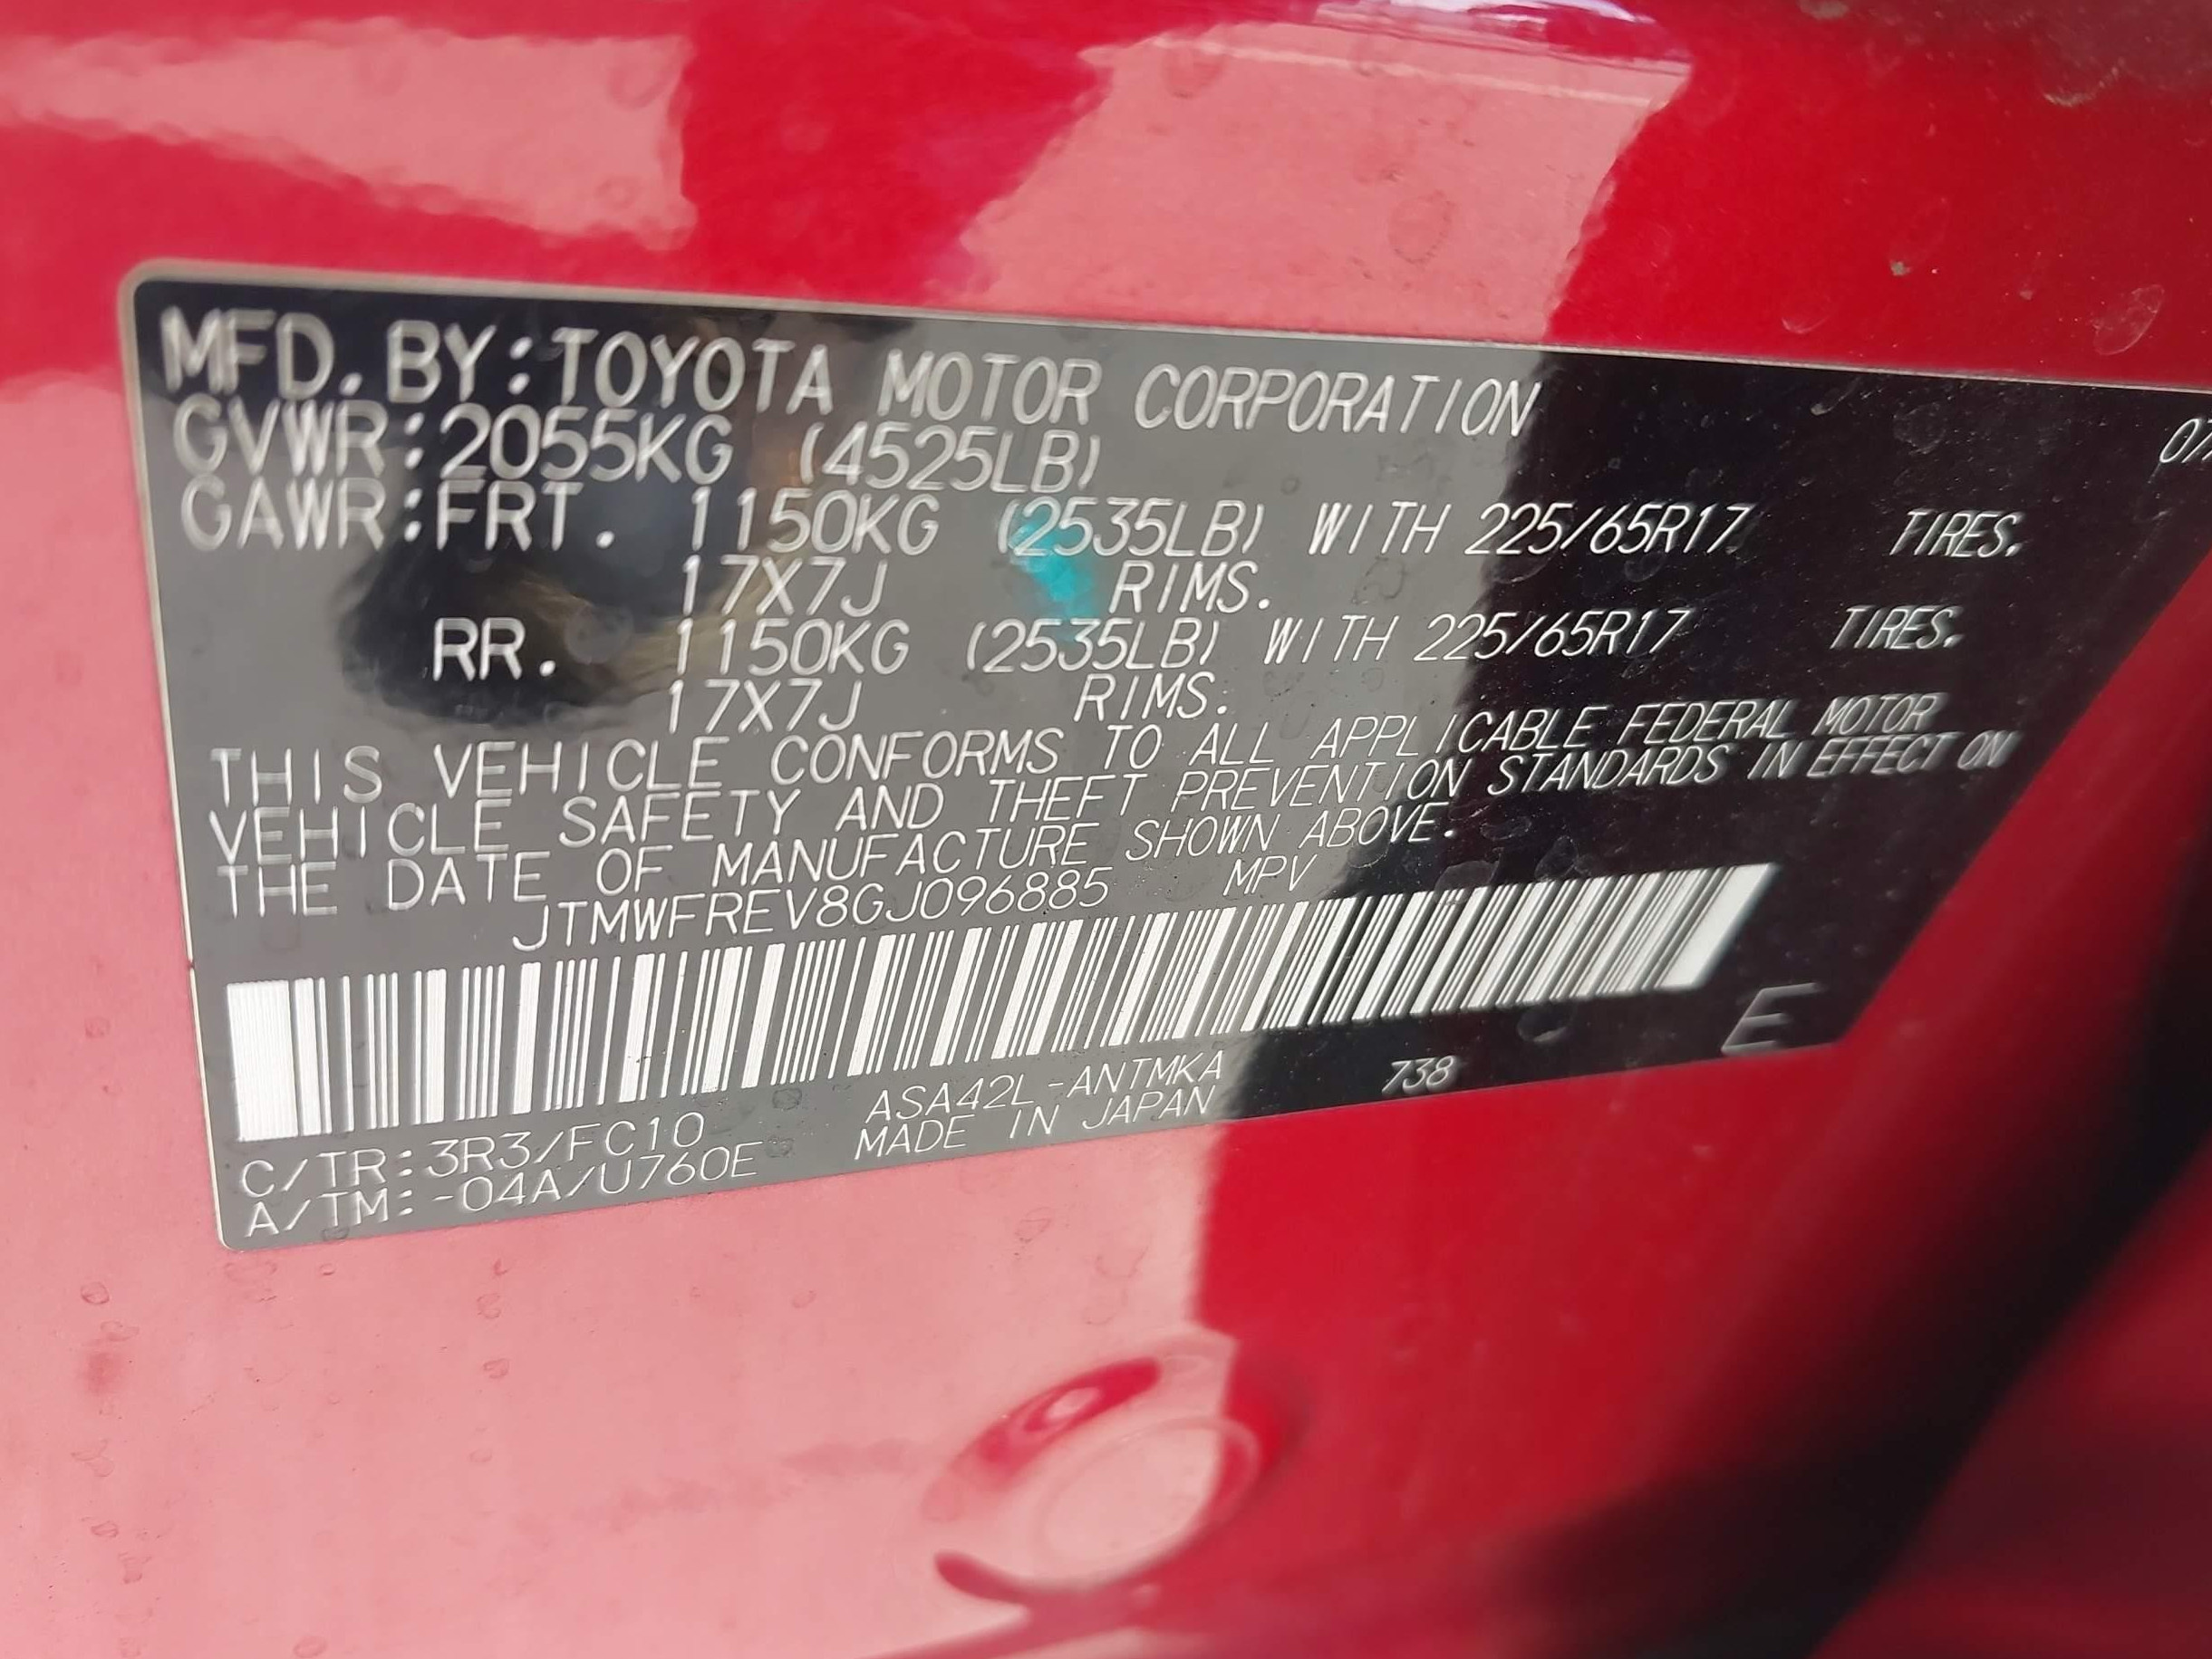 MFD. BY: TOYOTA MOTOR CORPORATION
GVWR: 2055KG (4525LB)
GAWR: FRT. 1150KG (2535LB) WITH 225/65R17 TIRES.
17X7J RIMS.
RR. 1150KG (2535LB) WITH 225/65R17 TIRES.
17X7J RIMS.
THIS VEHICLE CONFORMS TO ALL APPLICABLE FEDERAL MOTOR
VEHICLE SAFETY AND THEFT PREVENTION STANDARDS IN EFFECT ON
THE DATE OF MANUFACTURE SHOWN ABOVE.
JTMWFREV8GJ096885 MPV
E
C/TR: 3R3/FC10 ASA42L-ANTMKA 738
A/TM: -04A/U760E MADE IN JAPAN